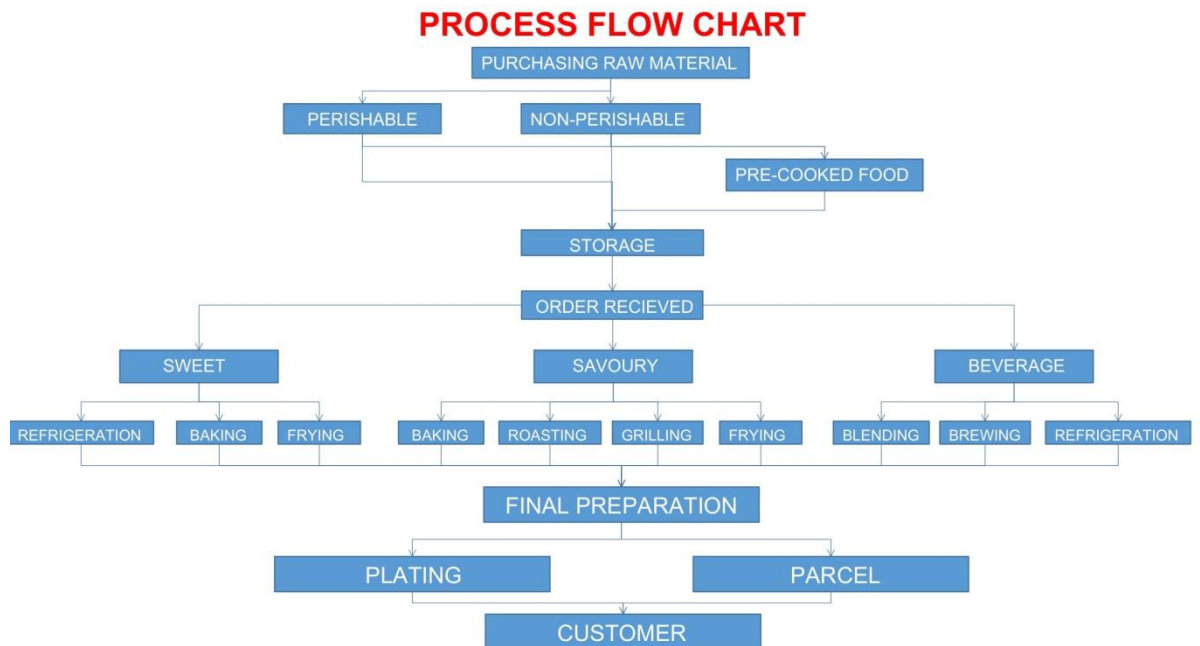 PROCESS FLOW CHART
PURCHASING RAW MATERIAL
PERISHABLE
NON-PERISHABLE
PRE-COOKED FOOD
STORAGE
ORDER RECIEVED
SWEET
SAVOURY
BEVERAGE
REFRIGERATION
BAKING
FRYING
BAKING
ROASTING
GRILLING
FRYING
BLENDING
BREWING
REFRIGERATION
FINAL PREPARATION
PLATING
PARCEL
CUSTOMER